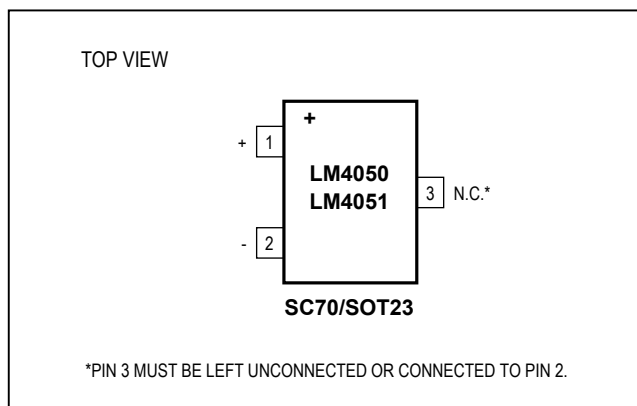 TOP VIEW
+
+ 1
LM4050
LM4051
3 N.C.*
- 2
SC70/SOT23
*PIN 3 MUST BE LEFT UNCONNECTED OR CONNECTED TO PIN 2.